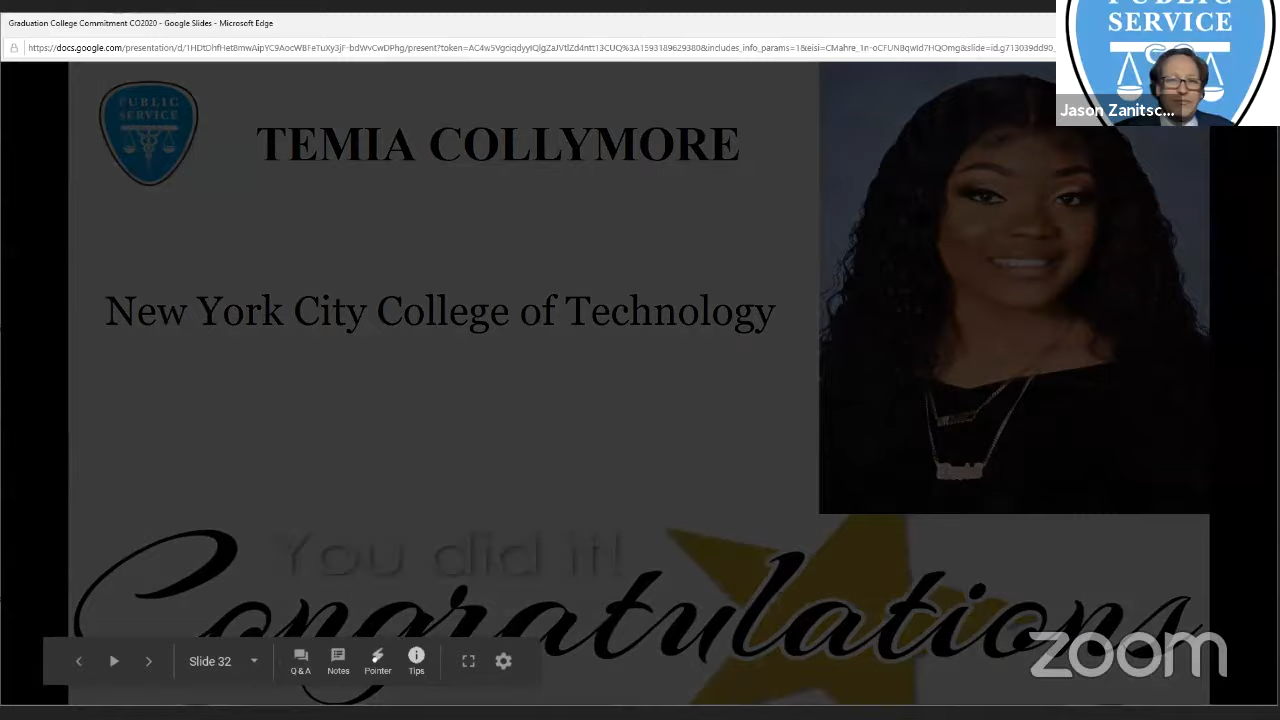 Graduation College Commitment CO2020 - Google Slides - Microsoft Edge
PUBLIC
SERVICE
Jason Zanitsc...
PUBLIC
SERVICE
TEMIA COLLYMORE
New York City College of Technology
You did it!
Congratulations
Slide 32
Q&A
Notes
Pointer
Tips
zoom